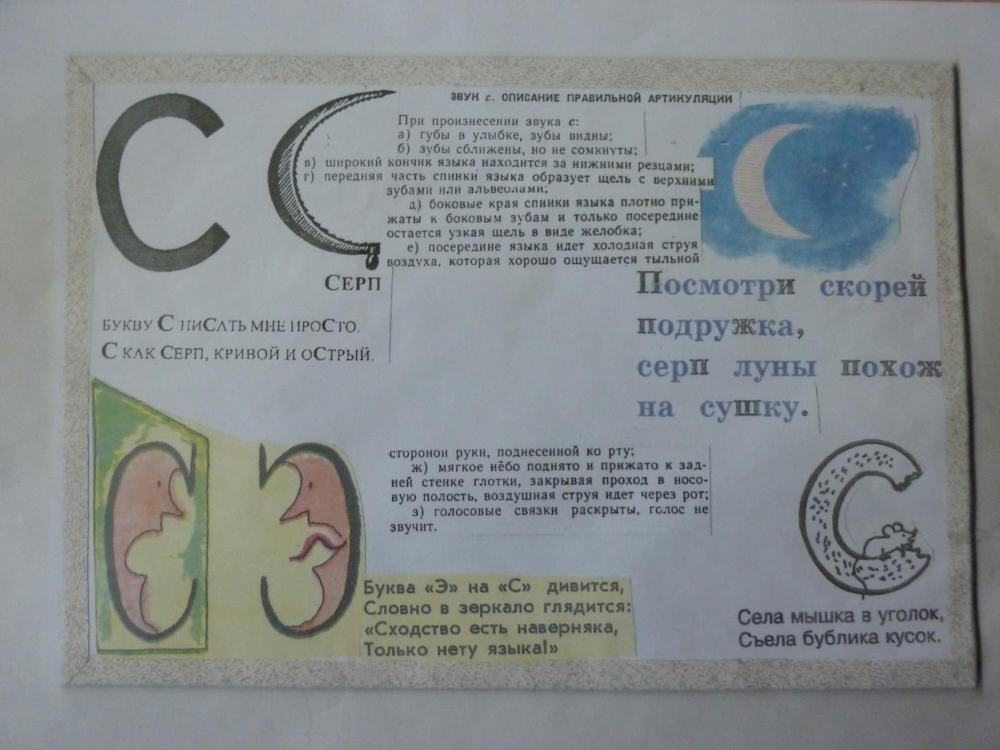 С
ЗВУК с. ОПИСАНИЕ ПРАВИЛЬНОЙ АРТИКУЛЯЦИИ
При произнесении звука с:
а) губы в улыбке, зубы видны;
б) зубы сближены, но не сомкнуты;
в) широкий кончик языка находится за нижними резцами;
г) передняя часть спинки языка образует щель с верхними
зубами или альвеолами;
д) боковые края спинки языка плотно при-
жаты к боковым зубам и только посередине
остается узкая щель в виде желобка;
е) посередине языка идет холодная струя
воздуха, которая хорошо ощущается тыльной
СЕРП
БУКВУ С ПИСАТЬ МНЕ ПРОСТО.
С КАК СЕРП, КРИВОЙ И ОСТРЫЙ.
Посмотри скорей
подружка,
серп луны похож
на сушку.
стороной руки, поднесенной ко рту;
ж) мягкое нёбо поднято и прижато к зад-
ней стенке глотки, закрывая проход в носо-
вую полость, воздушная струя идет через рот;
з) голосовые связки раскрыты, голос не
звучит.
Буква «Э» на «С» дивится,
Словно в зеркало глядится:
«Сходство есть наверняка,
Только нету языка!»
Села мышка в уголок,
Съела бублика кусок.